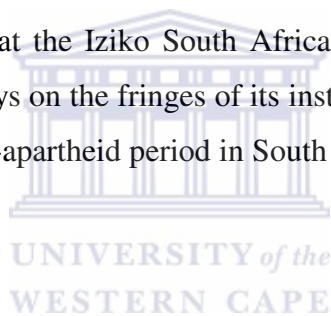 at the Iziko South Africa
ys on the fringes of its inst
-apartheid period in South
UNIVERSITY of the
WESTERN CAPE